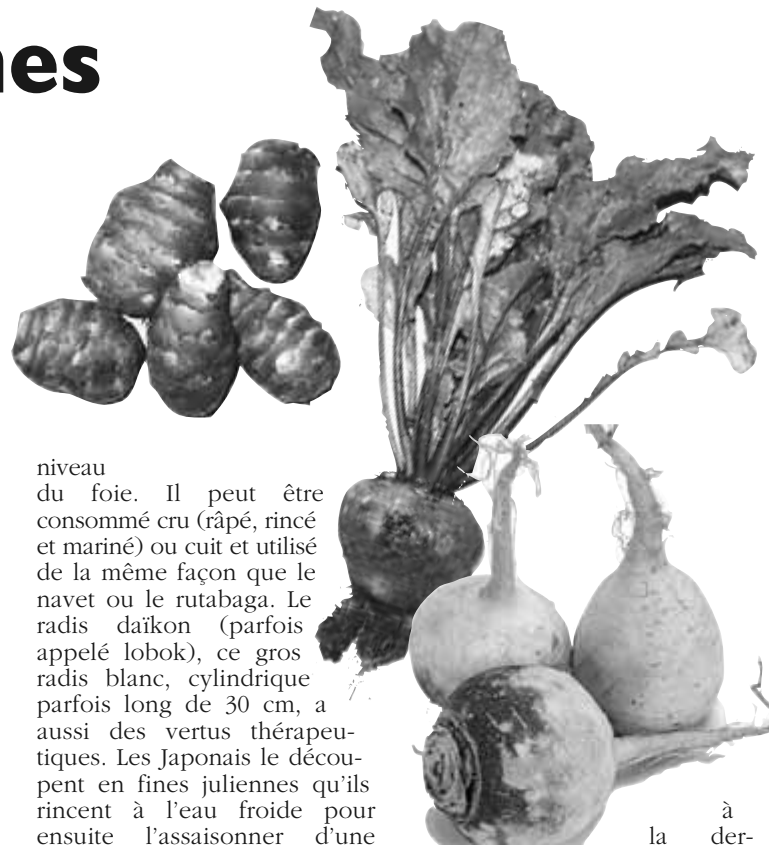 nes
niveau
du foie. Il peut être
consommé cru (râpé, rincé
et mariné) ou cuit et utilisé
de la même façon que le
navet ou le rutabaga. Le
radis daïkon (parfois
appelé lobok), ce gros
radis blanc, cylindrique
parfois long de 30 cm, a
aussi des vertus thérapeu-
tiques. Les Japonais le décou-
pent en fines juliennes qu'ils
rincent à l'eau froide pour
ensuite l'assaisonner d'une
à
la der-